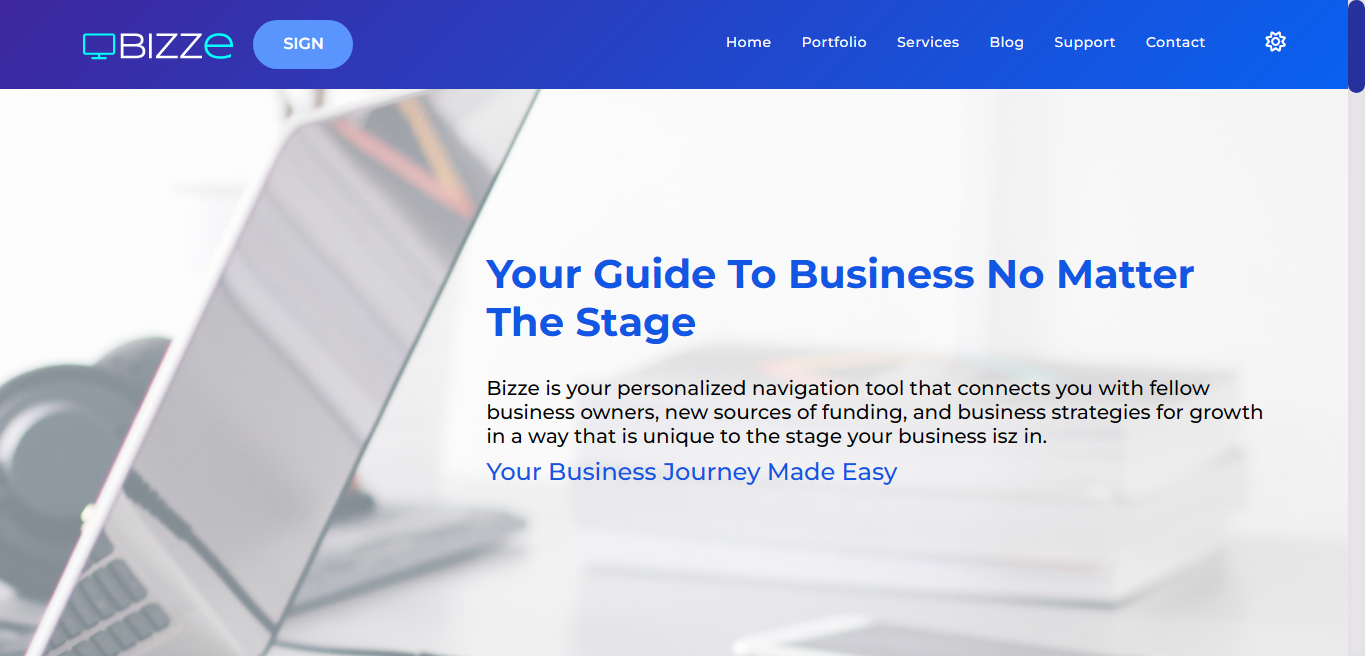 BIZZe
SIGN
Home Portfolio Services Blog Support Contact
Your Guide To Business No Matter
The Stage
Bizze is your personalized navigation tool that connects you with fellow
business owners, new sources of funding, and business strategies for growth
in a way that is unique to the stage your business isz in.
Your Business Journey Made Easy